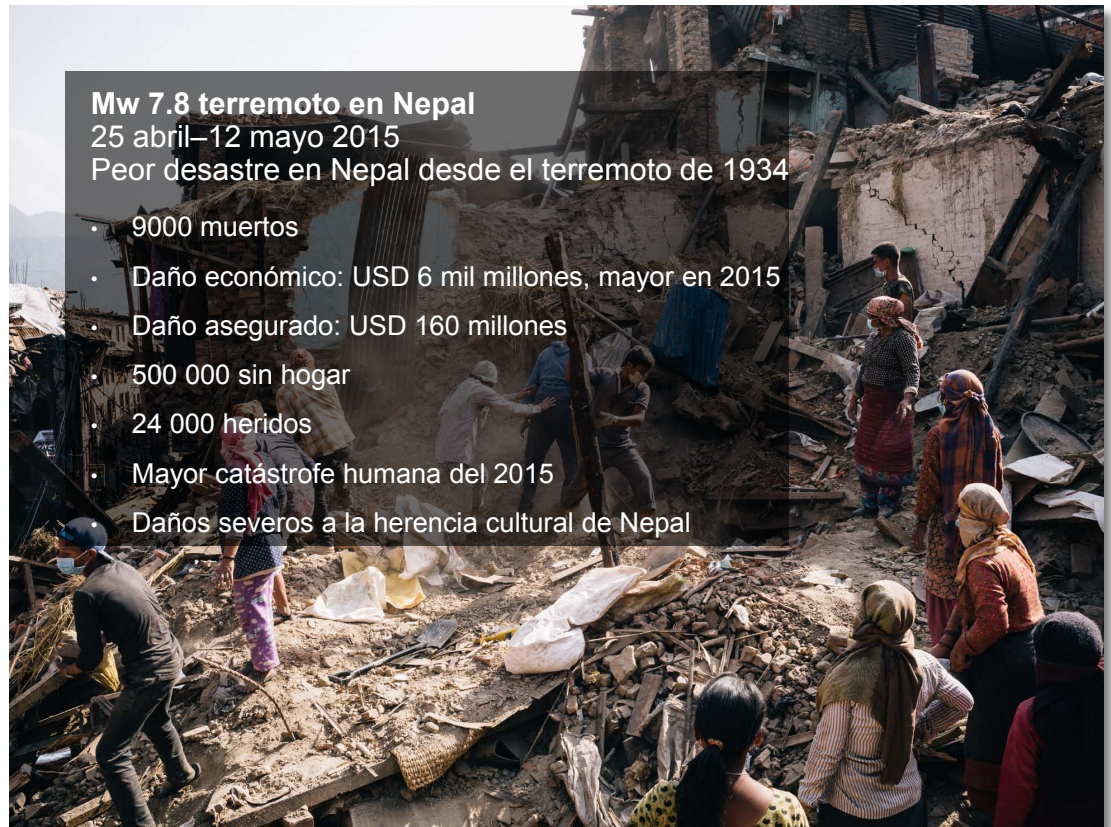 Mw 7.8 terremoto en Nepal
25 abril–12 mayo 2015
Peor desastre en Nepal desde el terremoto de 1934
• 9000 muertos
• Daño económico: USD 6 mil millones, mayor en 2015
• Daño asegurado: USD 160 millones
• 500 000 sin hogar
• 24 000 heridos
• Mayor catástrofe humana del 2015
• Daños severos a la herencia cultural de Nepal